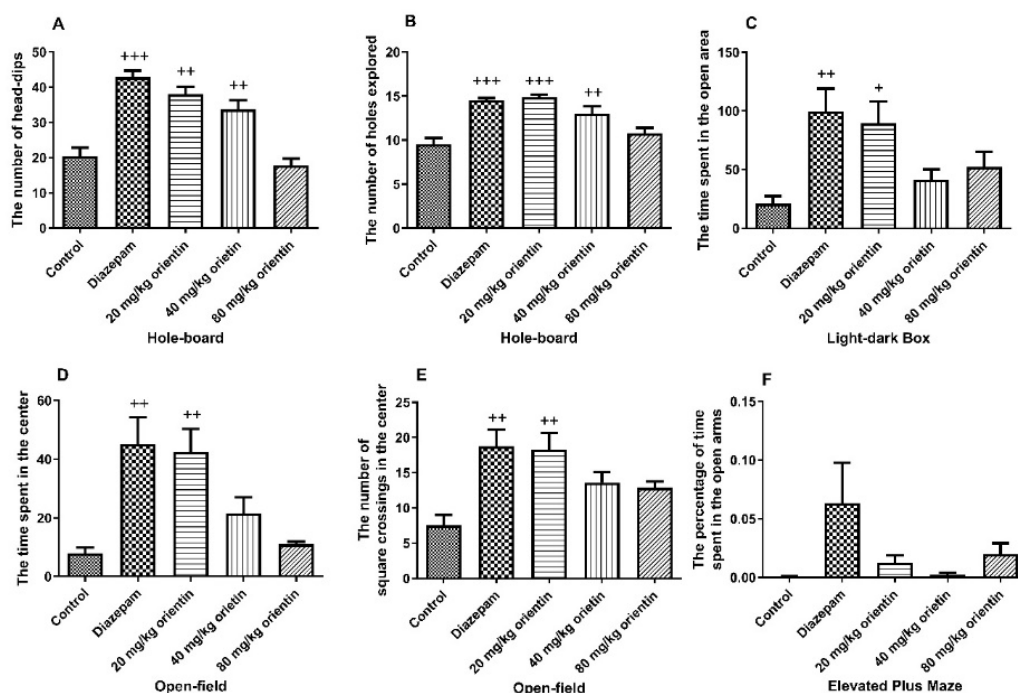 A
The number of head-dips
50
40
30
20
10
0
+++
++
++
Control
Diazepam
20 mg/kg orientin
40 mg/kg orietin
80 mg/kg orientin
Hole-board
B
The number of holes explored
20
15
10
5
0
+++
+++
++
Control
Diazepam
20 mg/kg orientin
40 mg/kg orietin
80 mg/kg orientin
Hole-board
C
The time spent in the open area
150
100
50
0
++
+
Control
Diazepam
20 mg/kg orientin
40 mg/kg orietin
80 mg/kg orientin
Light-dark Box
D
The time spent in the center
60
40
20
0
++
++
Control
Diazepam
20 mg/kg orientin
40 mg/kg orietin
80 mg/kg orientin
Open-field
E
The number of
square crossings in the center
25
20
15
10
5
0
++
++
Control
Diazepam
20 mg/kg orientin
40 mg/kg orietin
80 mg/kg orientin
Open-field
F
The percentage of time
spent in the open arms
0.15
0.10
0.05
0.00
Control
Diazepam
20 mg/kg orientin
40 mg/kg orietin
80 mg/kg orientin
Elevated Plus Maze